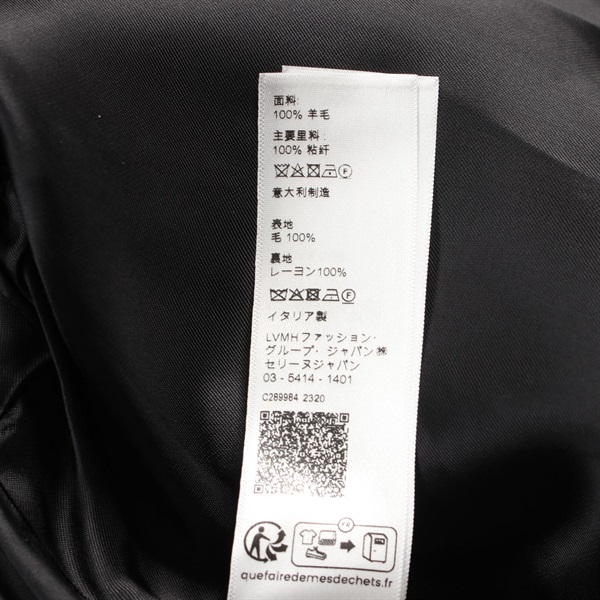 面料:
100% 羊毛
主要里料:
100% 粘纤
F
意大利制造
表地
毛 100%
裏地
レーヨン100%
F
イタリア製
LVMHファッション・
グループ・ジャパン㈱
セリーヌジャパン
03 - 5414 - 1401
C289984 2320
FR
quefairedemesdechets.fr